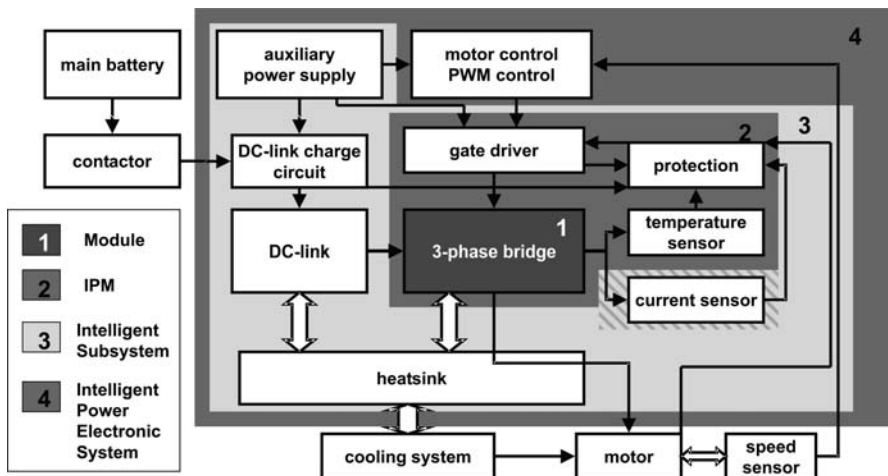 main battery
auxiliary
power supply
motor control
PWM control
4
contactor
DC-link charge
circuit
gate driver
2
3
protection
1
Module
2
IPM
3
Intelligent
Subsystem
4
Intelligent
Power
Electronic
System
DC-link
1
3-phase bridge
temperature
sensor
current sensor
heatsink
cooling system
motor
speed
sensor